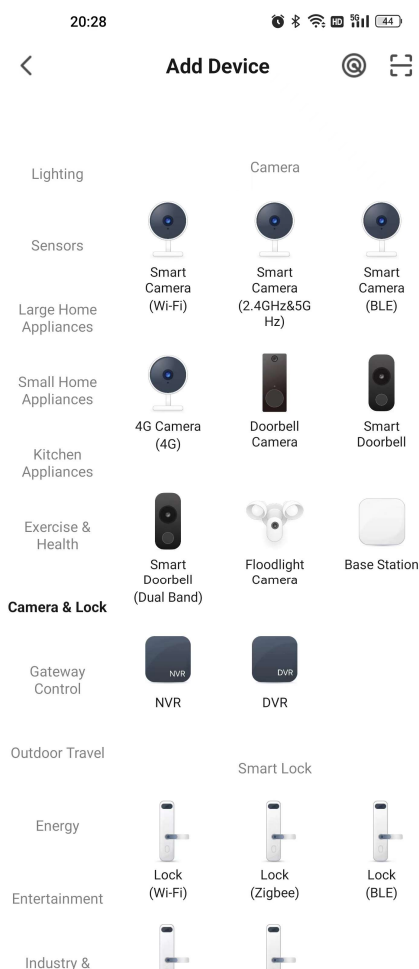 20:28
HD 5G 44
Add Device
Lighting
Sensors
Large Home
Appliances
Small Home
Appliances
Kitchen
Appliances
Exercise &
Health
Camera & Lock
Gateway
Control
Outdoor Travel
Energy
Entertainment
Industry &
Camera
Smart
Camera
(Wi-Fi)
Smart
Camera
(2.4GHz&5G
Hz)
Smart
Camera
(BLE)
4G Camera
(4G)
Doorbell
Camera
Smart
Doorbell
Smart
Doorbell
(Dual Band)
Floodlight
Camera
Base Station
NVR
NVR
DVR
DVR
Smart Lock
Lock
(Wi-Fi)
Lock
(Zigbee)
Lock
(BLE)